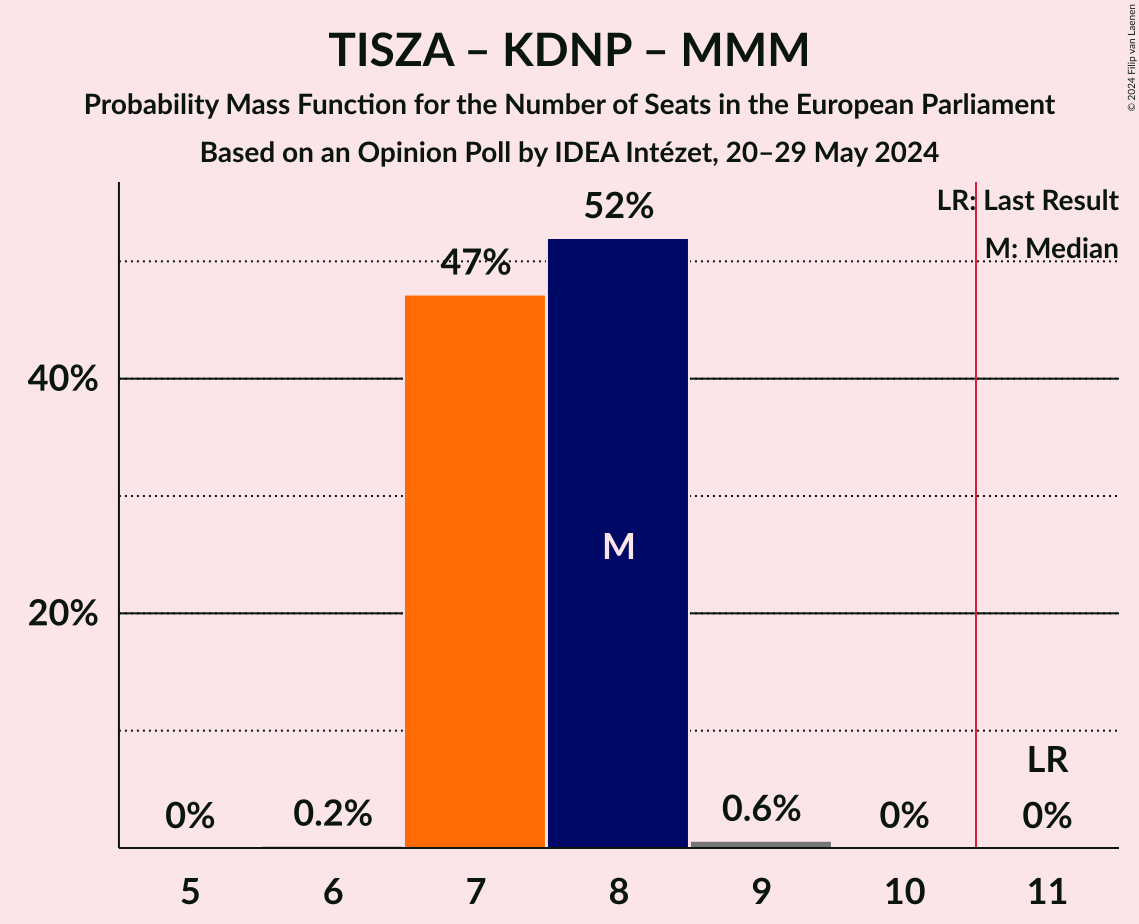 TISZA – KDNP – MMM
Probability Mass Function for the Number of Seats in the European Parliament
Based on an Opinion Poll by IDEA Intézet, 20–29 May 2024
© 2024 Filip van Laenen
LR: Last Result
M: Median
52%
47%
40%
M
20%
LR
0%
0.2%
0.6%
0%
0%
5
6
7
8
9
10
11